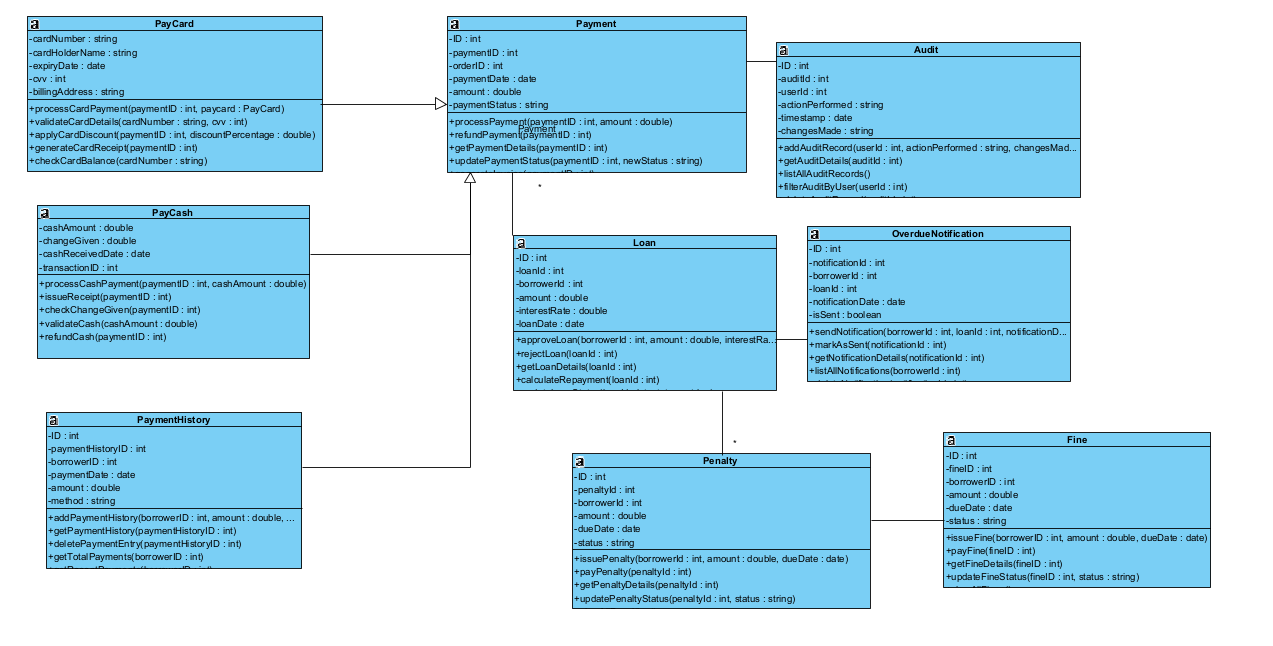 a PayCard
-cardNumber : string
-cardHolderName : string
-expiryDate : date
-cvv : int
-billingAddress : string
+processCardPayment(paymentID : int, paycard : PayCard)
+validateCardDetails(cardNumber : string, cvv : int)
+applyCardDiscount(paymentID : int, discountPercentage : double)
+generateCardReceipt(paymentID : int)
+checkCardBalance(cardNumber : string)
a Payment
-ID : int
-paymentID : int
-orderID : int
-paymentDate : date
-amount : double
-paymentStatus : string
+processPayment(paymentID : int, amount : double)
Payment
+refundPayment(paymentID : int)
+getPaymentDetails(paymentID : int)
+updatePaymentStatus(paymentID : int, newStatus : string)
*
a Audit
-ID : int
-auditId : int
-userId : int
-actionPerformed : string
-timestamp : date
-changesMade : string
+addAuditRecord(userId : int, actionPerformed : string, changesMad...
+getAuditDetails(auditId : int)
+listAllAuditRecords()
+filterAuditByUser(userId : int)
a PayCash
-cashAmount : double
-changeGiven : double
-cashReceivedDate : date
-transactionID : int
+processCashPayment(paymentID : int, cashAmount : double)
+issueReceipt(paymentID : int)
+checkChangeGiven(paymentID : int)
+validateCash(cashAmount : double)
+refundCash(paymentID : int)
a Loan
-ID : int
-loanId : int
-borrowerId : int
-amount : double
-interestRate : double
-loanDate : date
+approveLoan(borrowerId : int, amount : double, interestRa...
+rejectLoan(loanId : int)
+getLoanDetails(loanId : int)
+calculateRepayment(loanId : int)
*
a OverdueNotification
-ID : int
-notificationId : int
-borrowerId : int
-loanId : int
-notificationDate : date
-isSent : boolean
+sendNotification(borrowerId : int, loanId : int, notificationD...
+markAsSent(notificationId : int)
+getNotificationDetails(notificationId : int)
+listAllNotifications(borrowerId : int)
a PaymentHistory
-ID : int
-paymentHistoryID : int
-borrowerID : int
-paymentDate : date
-amount : double
-method : string
+addPaymentHistory(borrowerID : int, amount : double, ...
+getPaymentHistory(paymentHistoryID : int)
+deletePaymentEntry(paymentHistoryID : int)
+getTotalPayments(borrowerID : int)
a Penalty
-ID : int
-penaltyId : int
-borrowerId : int
-amount : double
-dueDate : date
-status : string
+issuePenalty(borrowerId : int, amount : double, dueDate : date)
+payPenalty(penaltyId : int)
+getPenaltyDetails(penaltyId : int)
+updatePenaltyStatus(penaltyId : int, status : string)
a Fine
-ID : int
-fineID : int
-borrowerID : int
-amount : double
-dueDate : date
-status : string
+issueFine(borrowerID : int, amount : double, dueDate : date)
+payFine(fineID : int)
+getFineDetails(fineID : int)
+updateFineStatus(fineID : int, status : string)